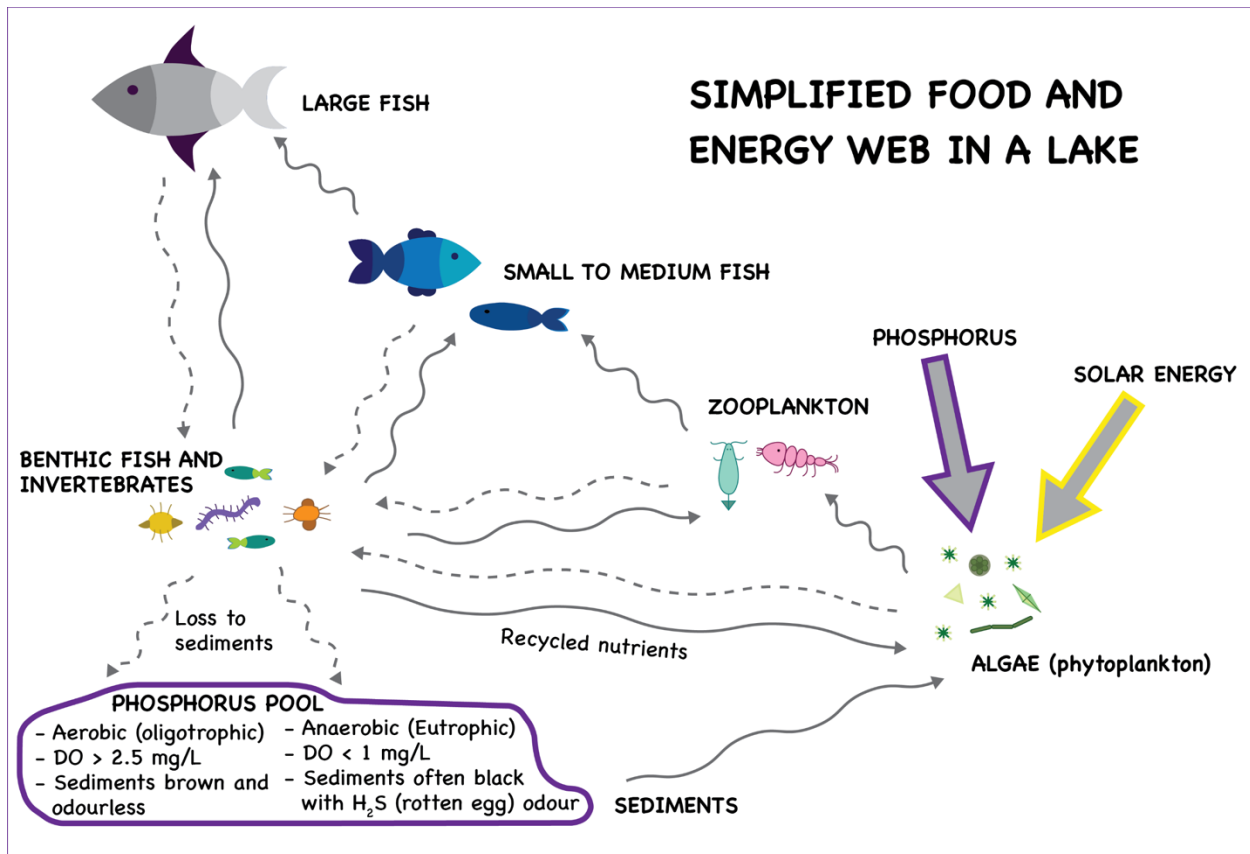 SIMPLIFIED FOOD AND
ENERGY WEB IN A LAKE
LARGE FISH
SMALL TO MEDIUM FISH
PHOSPHORUS
SOLAR ENERGY
ZOOPLANKTON
BENTHIC FISH AND
INVERTEBRATES
Loss to
sediments
Recycled nutrients
ALGAE (phytoplankton)
PHOSPHORUS POOL
- Aerobic (oligotrophic)
- DO > 2.5 mg/L
- Sediments brown and
odourless
- Anaerobic (Eutrophic)
- DO < 1 mg/L
- Sediments often black
with H₂S (rotten egg) odour
SEDIMENTS